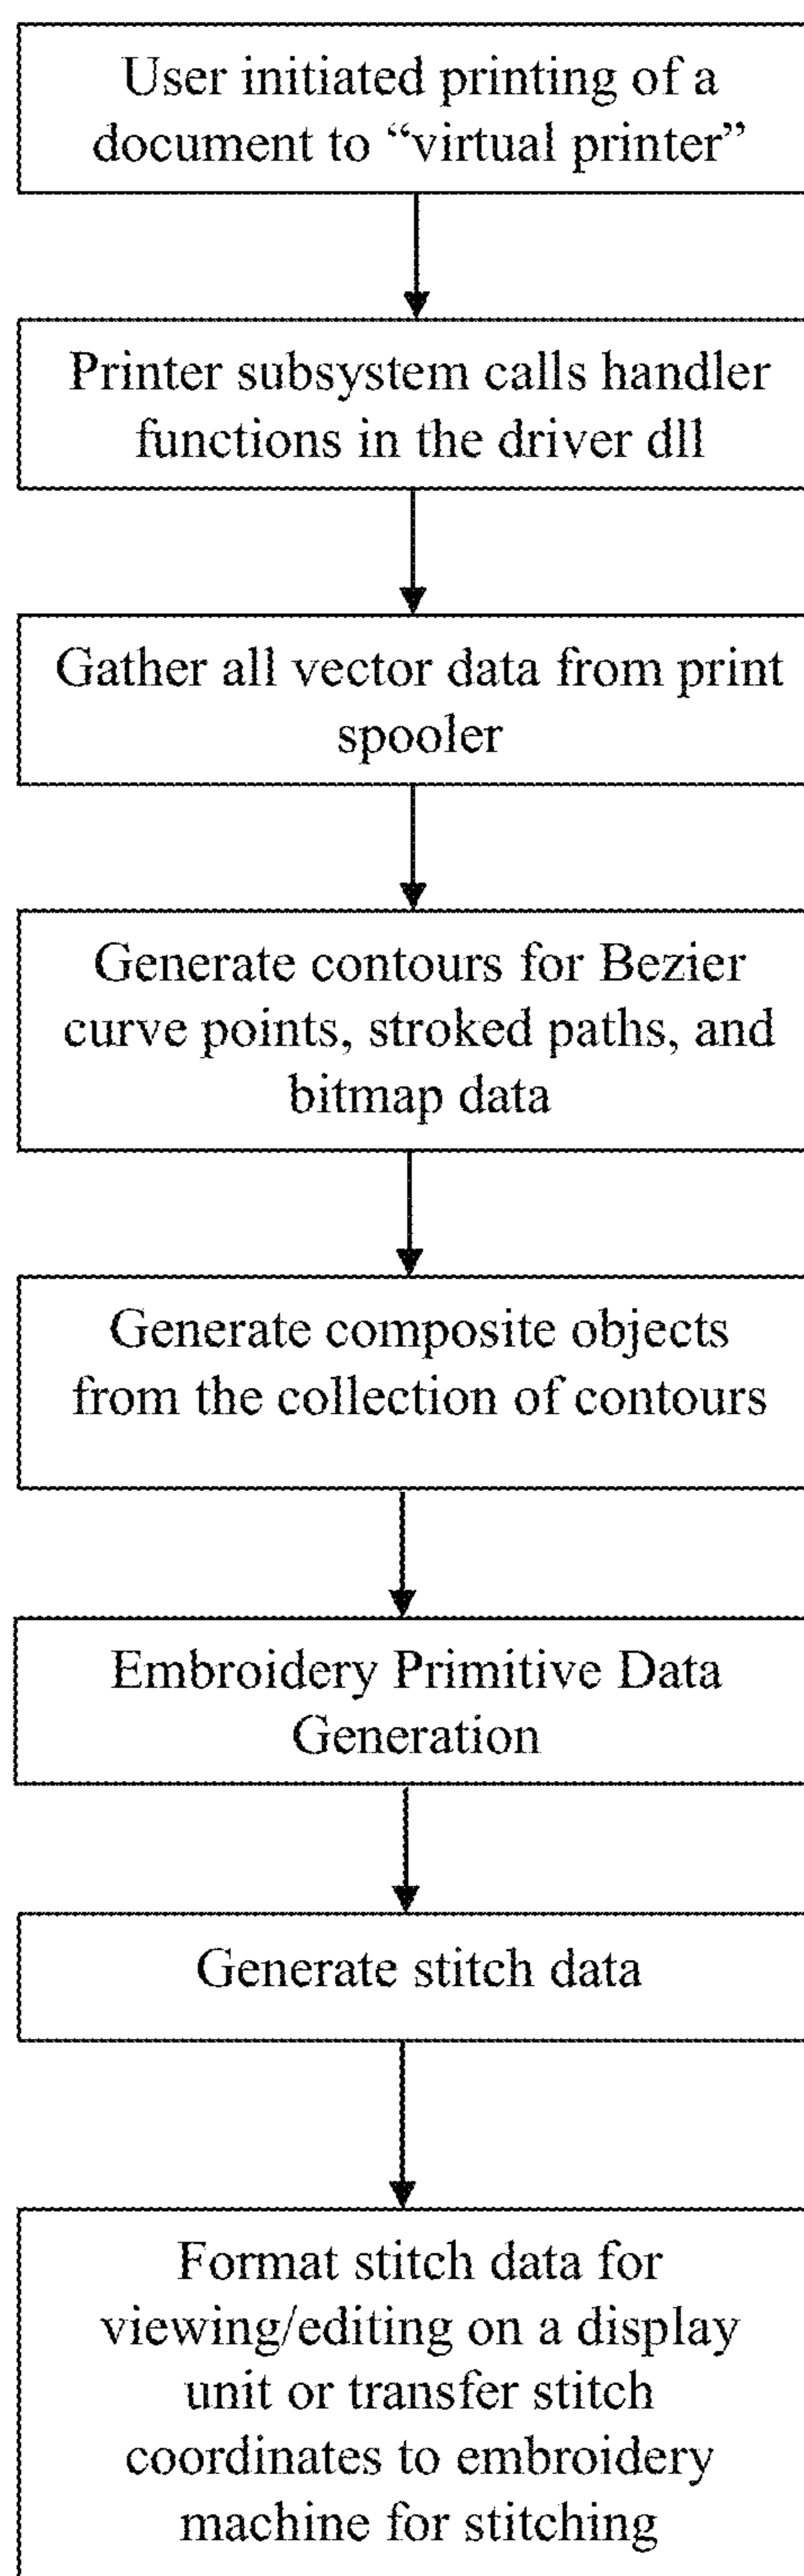 User initiated printing of a
document to “virtual printer”
Printer subsystem calls handler
functions in the driver dll
Gather all vector data from print
spooler
Generate contours for Bezier
curve points, stroked paths, and
bitmap data
Generate composite objects
from the collection of contours
Embroidery Primitive Data
Generation
Generate stitch data
Format stitch data for
viewing/editing on a display
unit or transfer stitch
coordinates to embroidery
machine for stitching